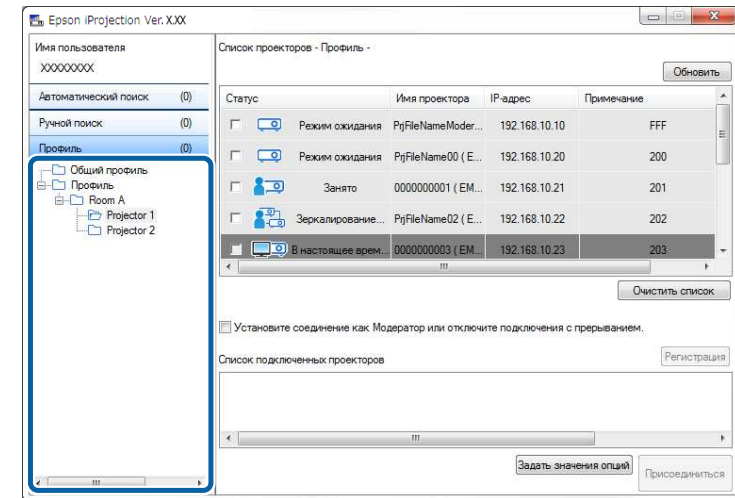 Epson iProjection Ver. X.XX
Имя пользователя
XXXXXXXX
Автоматический поиск (0)
Ручной поиск (0)
Профиль (0)
Общий профиль
Профиль
Room A
Projector 1
Projector 2
Список проекторов - Профиль -
Обновить
Статус Имя проектора IP-адрес Примечание
Режим ожидания PrjFileNameModer... 192.168.10.10 FFF
Режим ожидания PrjFileName00 ( E... 192.168.10.20 200
Занято 0000000001 ( EM... 192.168.10.21 201
Зеркалирование... PrjFileName02 ( E... 192.168.10.22 202
В настоящее врем... 0000000003 ( EM... 192.168.10.23 203
Очистить список
Установите соединение как Модератор или отключите подключения с прерыванием.
Список подключенных проекторов
Регистрация
Задать значения опций
Присоединиться